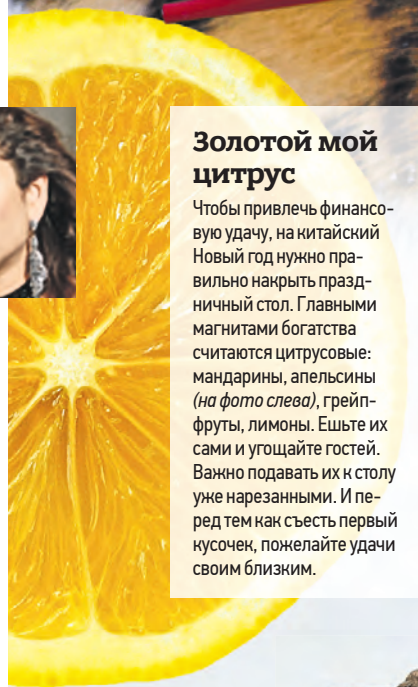 Золотой мой
цитрус
Чтобы привлечь финансо-
вую удачу, на китайский
Новый год нужно пра-
вильно накрыть празд-
ничный стол. Главными
магнитами богатства
считаются цитрусовые:
мандарины, апельсины
(на фото слева), грейп-
фруты, лимоны. Ешьте их
сами и угощайте гостей.
Важно подавать их к столу
уже нарезанными. И пе-
ред тем как съесть первый
кусочек, пожелайте удачи
своим близким.